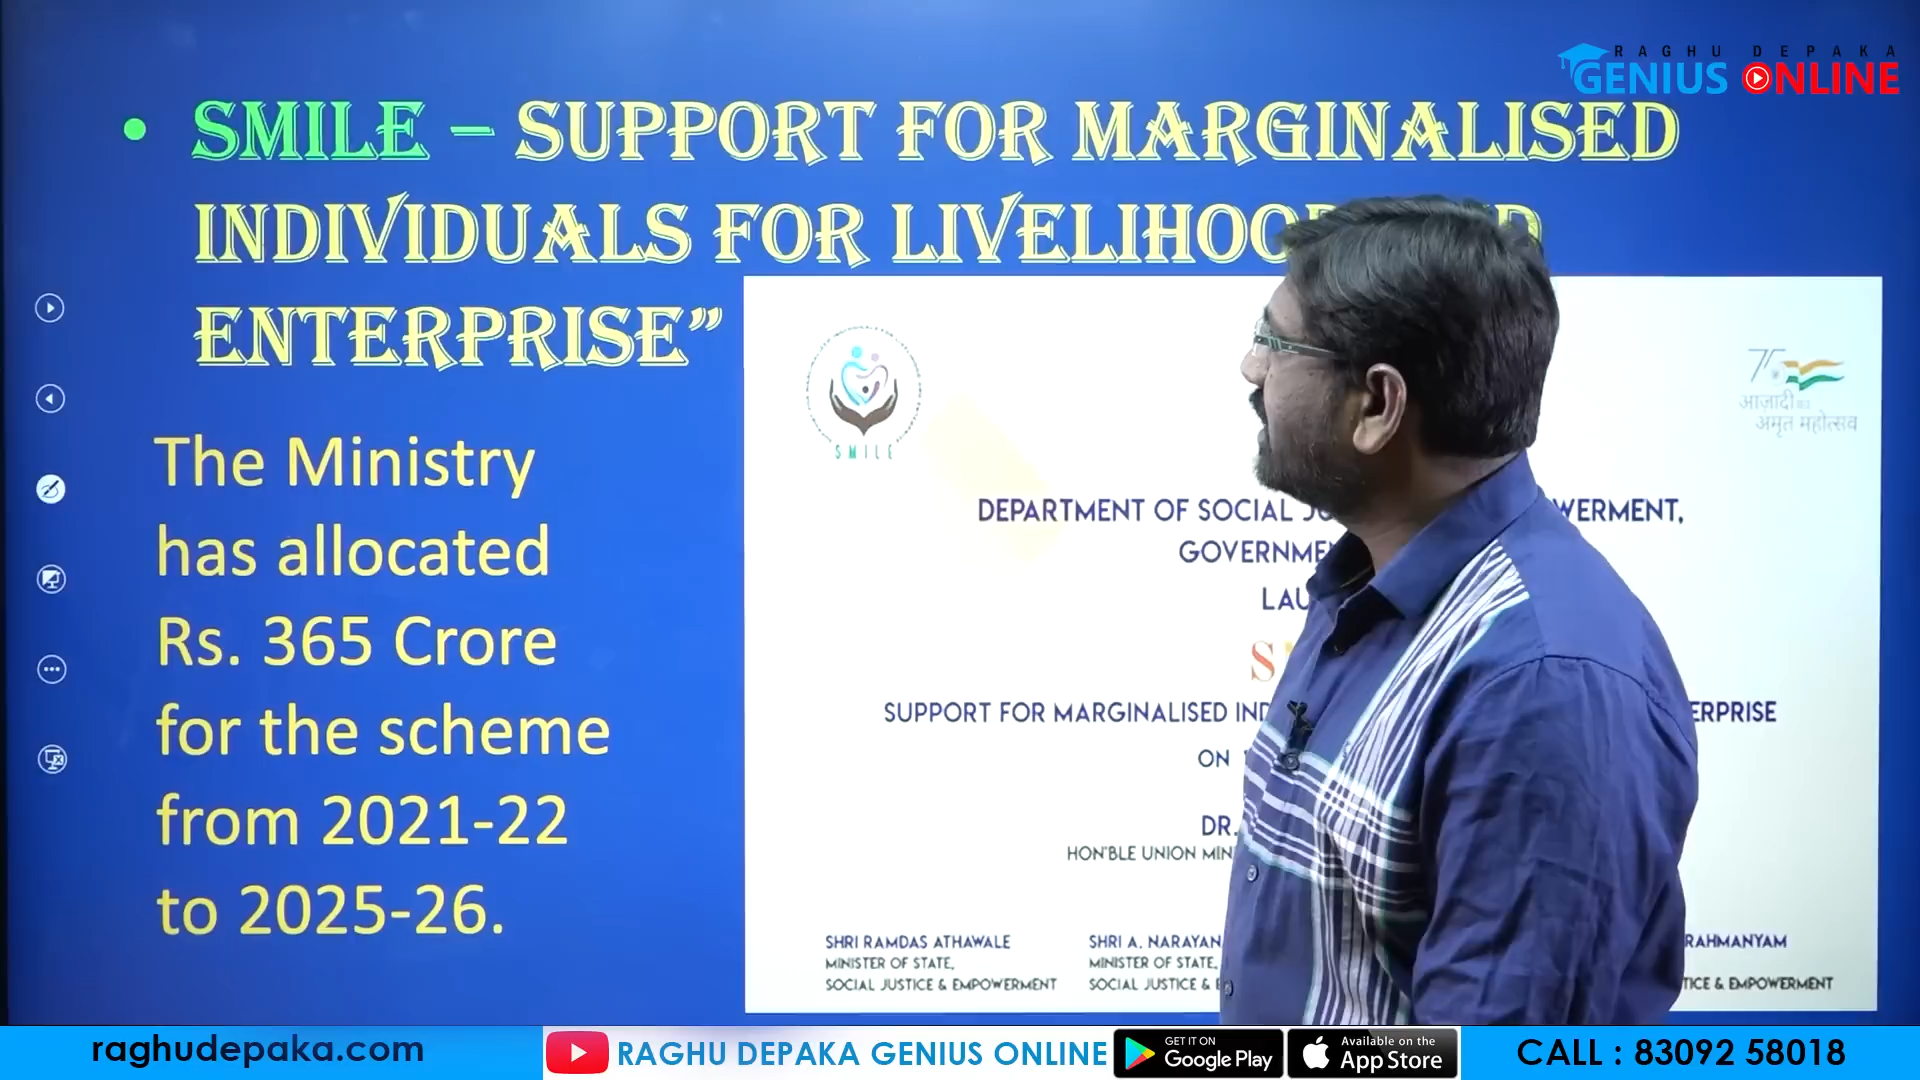 RAGHU DEPAKA
GENIUS ONLINE
• SMILE – SUPPORT FOR MARGINALISED
INDIVIDUALS FOR LIVELIHOO
ENTERPRISE”
The Ministry
has allocated
Rs. 365 Crore
for the scheme
from 2021-22
to 2025-26.
SMILE
75
आज़ादी का
अमृत महोत्सव
DEPARTMENT OF SOCIAL WERMENT,
GOVERNME
LAU
S
SUPPORT FOR MARGINALISED IND ERPRISE
ON
DR.
HON'BLE UNION MIN
SHRI RAMDAS ATHAWALE
MINISTER OF STATE,
SOCIAL JUSTICE & EMPOWERMENT
SHRI A. NARAYAN
MINISTER OF STATE,
SOCIAL JUSTICE &
RAHMANYAM
TICE & EMPOWERMENT
raghudepaka.com
RAGHU DEPAKA GENIUS ONLINE
GET IT ON
Google Play
Available on the
App Store
CALL : 83092 58018